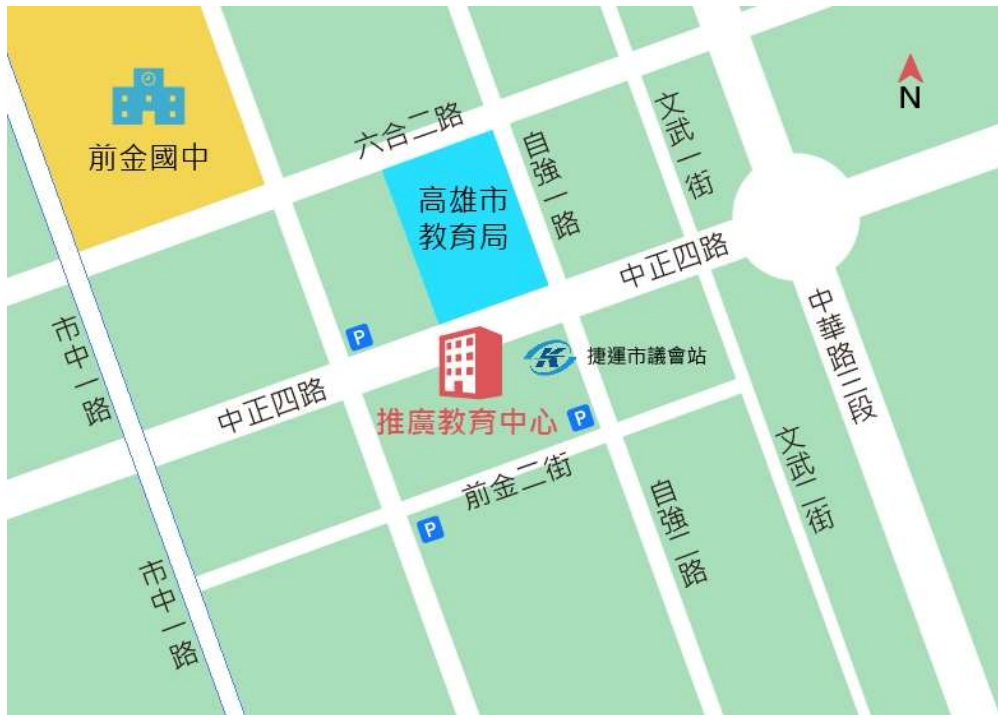 前金國中
六合二路
自強一路
文武一街
N
高雄市
教育局
中正四路
市中一路
P
中正四路
推廣教育中心
K
捷運市議會站
P
中華路三段
前金二街
P
自強二路
文武二街
市中一路